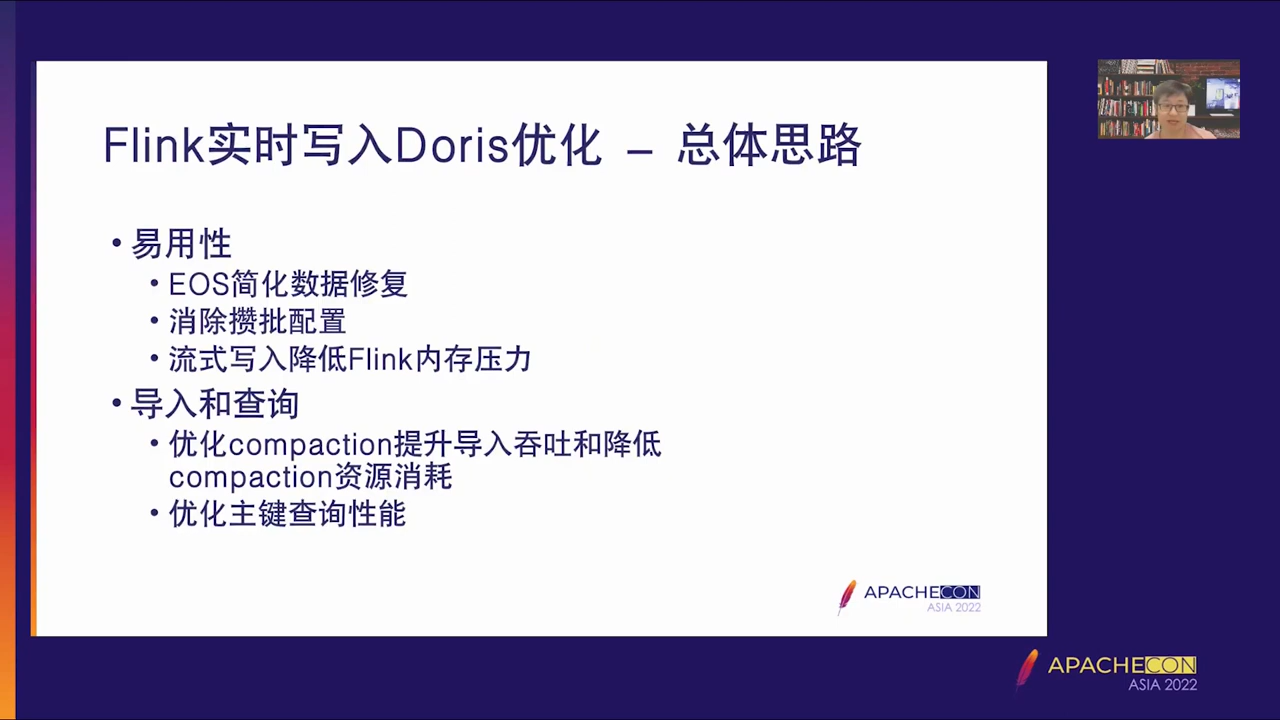 Flink实时写入Doris优化 – 总体思路
• 易用性
• EOS简化数据修复
• 消除攒批配置
• 流式写入降低Flink内存压力
• 导入和查询
• 优化compaction提升导入吞吐和降低
compaction资源消耗
• 优化主键查询性能
APACHECON
ASIA 2022
APACHECON
ASIA 2022